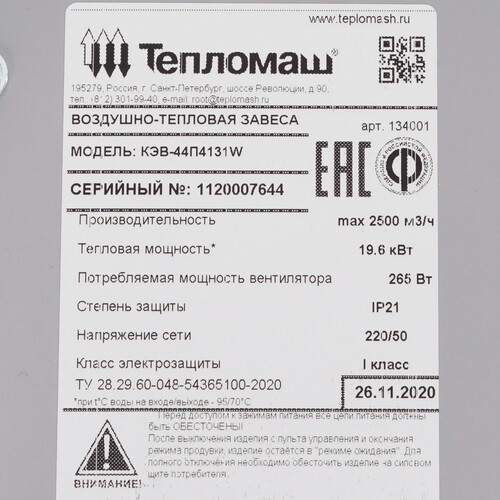 www.teplomash.ru
Тепломаш®
195279, Россия, г. Санкт-Петербург, шоссе Революции, д.90,
тел.: (812) 301-99-40, e-mail: root@teplomash.ru
ВОЗДУШНО-ТЕПЛОВАЯ ЗАВЕСА арт. 134001
МОДЕЛЬ: КЭВ-44П4131W
СЕРИЙНЫЙ №: 1120007644
EAC
Производительность max 2500 м3/ч
Тепловая мощность* 19.6 кВт
Потребляемая мощность вентилятора 265 Вт
Степень защиты IP21
Напряжение сети 220/50
Класс электрозащиты I класс
ТУ 28.29.60-048-54365100-2020
*при t°C воды на входе/выходе - 95/70°C
26.11.2020
Перед доступом к зажимам питания все цепи питания должны
быть ОБЕСТОЧЕНЫ!
После выключения изделия с пульта управления и окончания
режима продувки, изделие остаётся в "режиме ожидания". Для
полного отключения необходимо обесточить изделие на силовом
щите потребителя.
ВНИМАНИЕ!